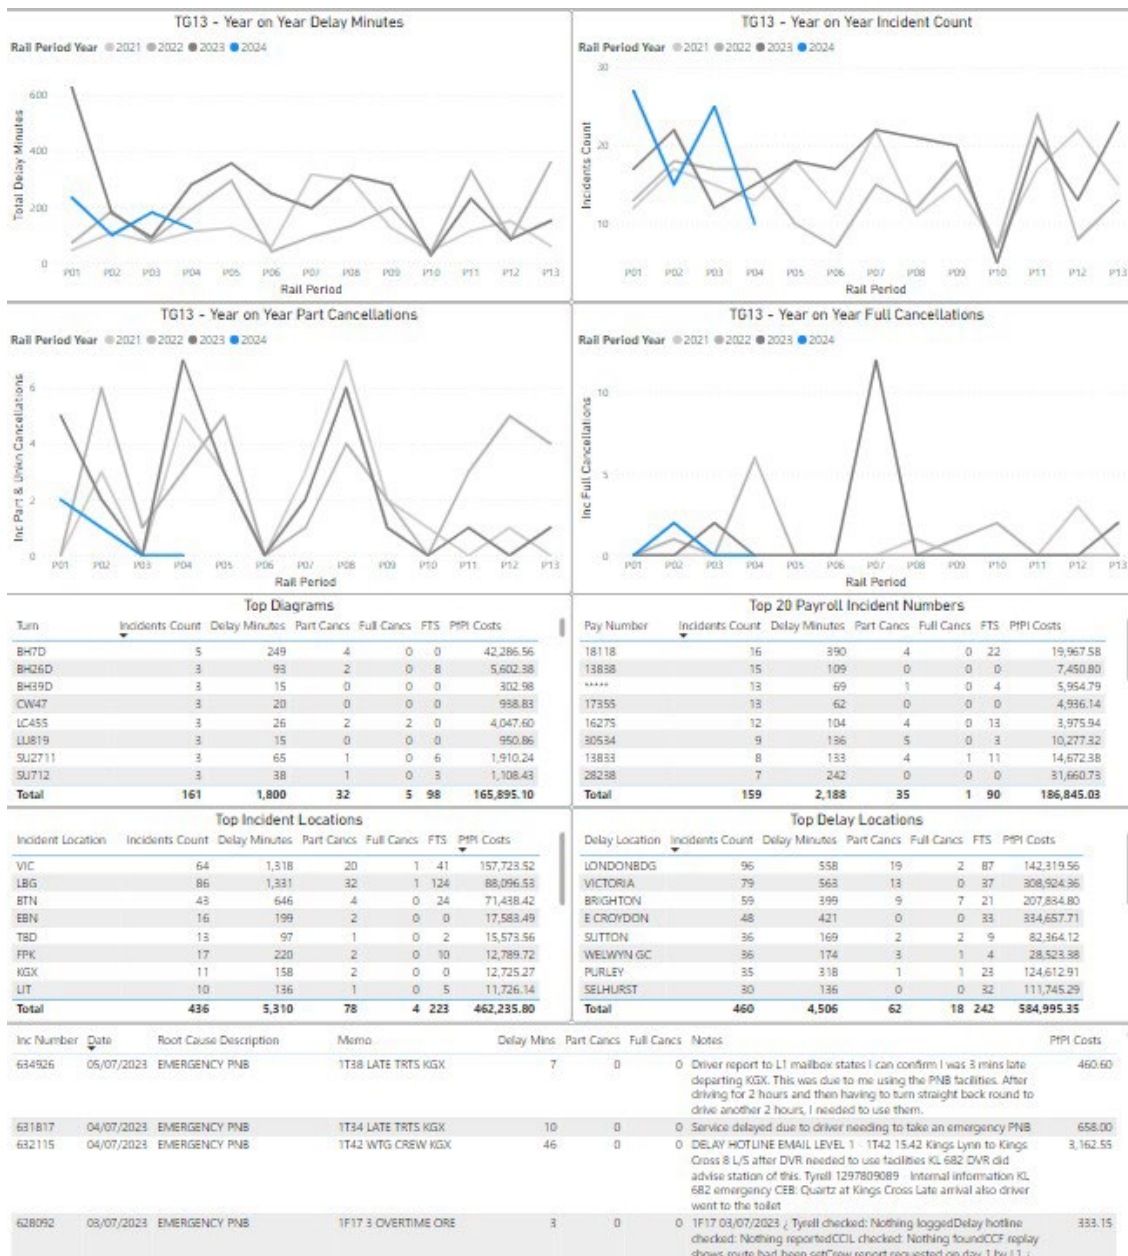 TG13 - Year on Year Delay Minutes
Rail Period Year 2021 2022 2023 2024
Total Delay Minutes
600
400
200
0
P01 P02 P03 P04 P05 P06 P07 P08 P09 P10 P11 P12 P13
Rail Period
TG13 - Year on Year Incident Count
Rail Period Year 2021 2022 2023 2024
Incidents Count
30
20
10
P01 P02 P03 P04 P05 P06 P07 P08 P09 P10 P11 P12 P13
Rail Period
TG13 - Year on Year Part Cancellations
Rail Period Year 2021 2022 2023 2024
Inc Part & Unkn Cancellations
6
4
2
0
P01 P02 P03 P04 P05 P06 P07 P08 P09 P10 P11 P12 P13
Rail Period
TG13 - Year on Year Full Cancellations
Rail Period Year 2021 2022 2023 2024
Inc Full Cancellations
10
5
0
P01 P02 P03 P04 P05 P06 P07 P08 P09 P10 P11 P12 P13
Rail Period
Top Diagrams
Turn Incidents Count Delay Minutes Part Cancs Full Cancs FTS PfPI Costs
BH7D 5 249 4 0 0 42,286.56
BH26D 3 93 2 0 8 5,602.38
BH39D 3 15 0 0 0 302.98
CW47 3 20 0 0 0 938.83
LC455 3 26 2 2 0 4,047.60
LU819 3 15 0 0 0 950.86
SU2711 3 65 1 0 6 1,910.24
SU712 3 38 1 0 3 1,108.43
Total 161 1,800 32 5 98 165,895.10
Top 20 Payroll Incident Numbers
Pay Number Incidents Count Delay Minutes Part Cancs Full Cancs FTS PfPI Costs
18118 16 390 4 0 22 19,967.58
13838 15 109 0 0 0 7,450.80
***** 13 69 1 0 4 5,954.79
17355 13 62 0 0 0 4,936.14
16275 12 104 4 0 13 3,975.94
30534 9 136 5 0 3 10,277.32
13833 8 133 4 1 11 14,672.38
28238 7 242 0 0 0 31,660.73
Total 159 2,188 35 1 90 186,845.03
Top Incident Locations
Incident Location Incidents Count Delay Minutes Part Cancs Full Cancs FTS PfPI Costs
VIC 64 1,318 20 1 41 157,723.52
LBG 86 1,331 32 1 124 88,096.53
BTN 43 646 4 0 24 71,438.42
EBN 16 199 2 0 0 17,583.49
TBD 13 97 1 0 2 15,573.56
FPK 17 220 2 0 10 12,789.72
KGX 11 158 2 0 0 12,725.27
LIT 10 136 1 0 5 11,726.14
Total 436 5,310 78 4 223 462,235.80
Top Delay Locations
Delay Location Incidents Count Delay Minutes Part Cancs Full Cancs FTS PfPI Costs
LONDONBDG 96 558 19 2 87 142,319.56
VICTORIA 79 563 13 0 37 308,924.36
BRIGHTON 59 399 9 7 21 207,834.80
E CROYDON 48 421 0 0 33 334,657.71
SUTTON 36 169 2 2 9 82,364.12
WELWYN GC 36 174 3 1 4 28,523.38
PURLEY 35 318 1 1 23 124,612.91
SELHURST 30 136 0 0 32 111,745.29
Total 460 4,506 62 18 242 584,995.35
Inc Number Date Root Cause Description Memo Delay Mins Part Cancs Full Cancs Notes PfPI Costs
634926 05/07/2023 EMERGENCY PNB 1T38 LATE TRTS KGX 7 0 0 Driver report to L1 mailbox states I can confirm I was 3 mins late 460.60
departing KGX. This was due to me using the PNB facilities. After
driving for 2 hours and then having to turn straight back round to
drive another 2 hours, I needed to use them.
631817 04/07/2023 EMERGENCY PNB 1T34 LATE TRTS KGX 10 0 0 Service delayed due to driver needing to take an emergency PNB 658.00
632115 04/07/2023 EMERGENCY PNB 1T42 WTG CREW KGX 46 0 0 DELAY HOTLINE EMAIL LEVEL 1 - 1T42 15.42 Kings Lynn to Kings 3,162.55
Cross 8 L/S after DVR needed to use facilities KL 682 DVR did
advise station of this. Tyrell 1297809089 - Internal information KL
682 emergency CEB: Quartz at Kings Cross Late arrival also driver
went to the toilet
628092 03/07/2023 EMERGENCY PNB 1F17 3 OVERTIME ORE 3 0 0 1F17 03/07/2023 ¿ Tyrell checked: Nothing loggedDelay hotline 333.15
checked: Nothing reportedCCIL checked: Nothing foundCCF replay
shows route had been setCrew report requested on day 1 by L1 ¿